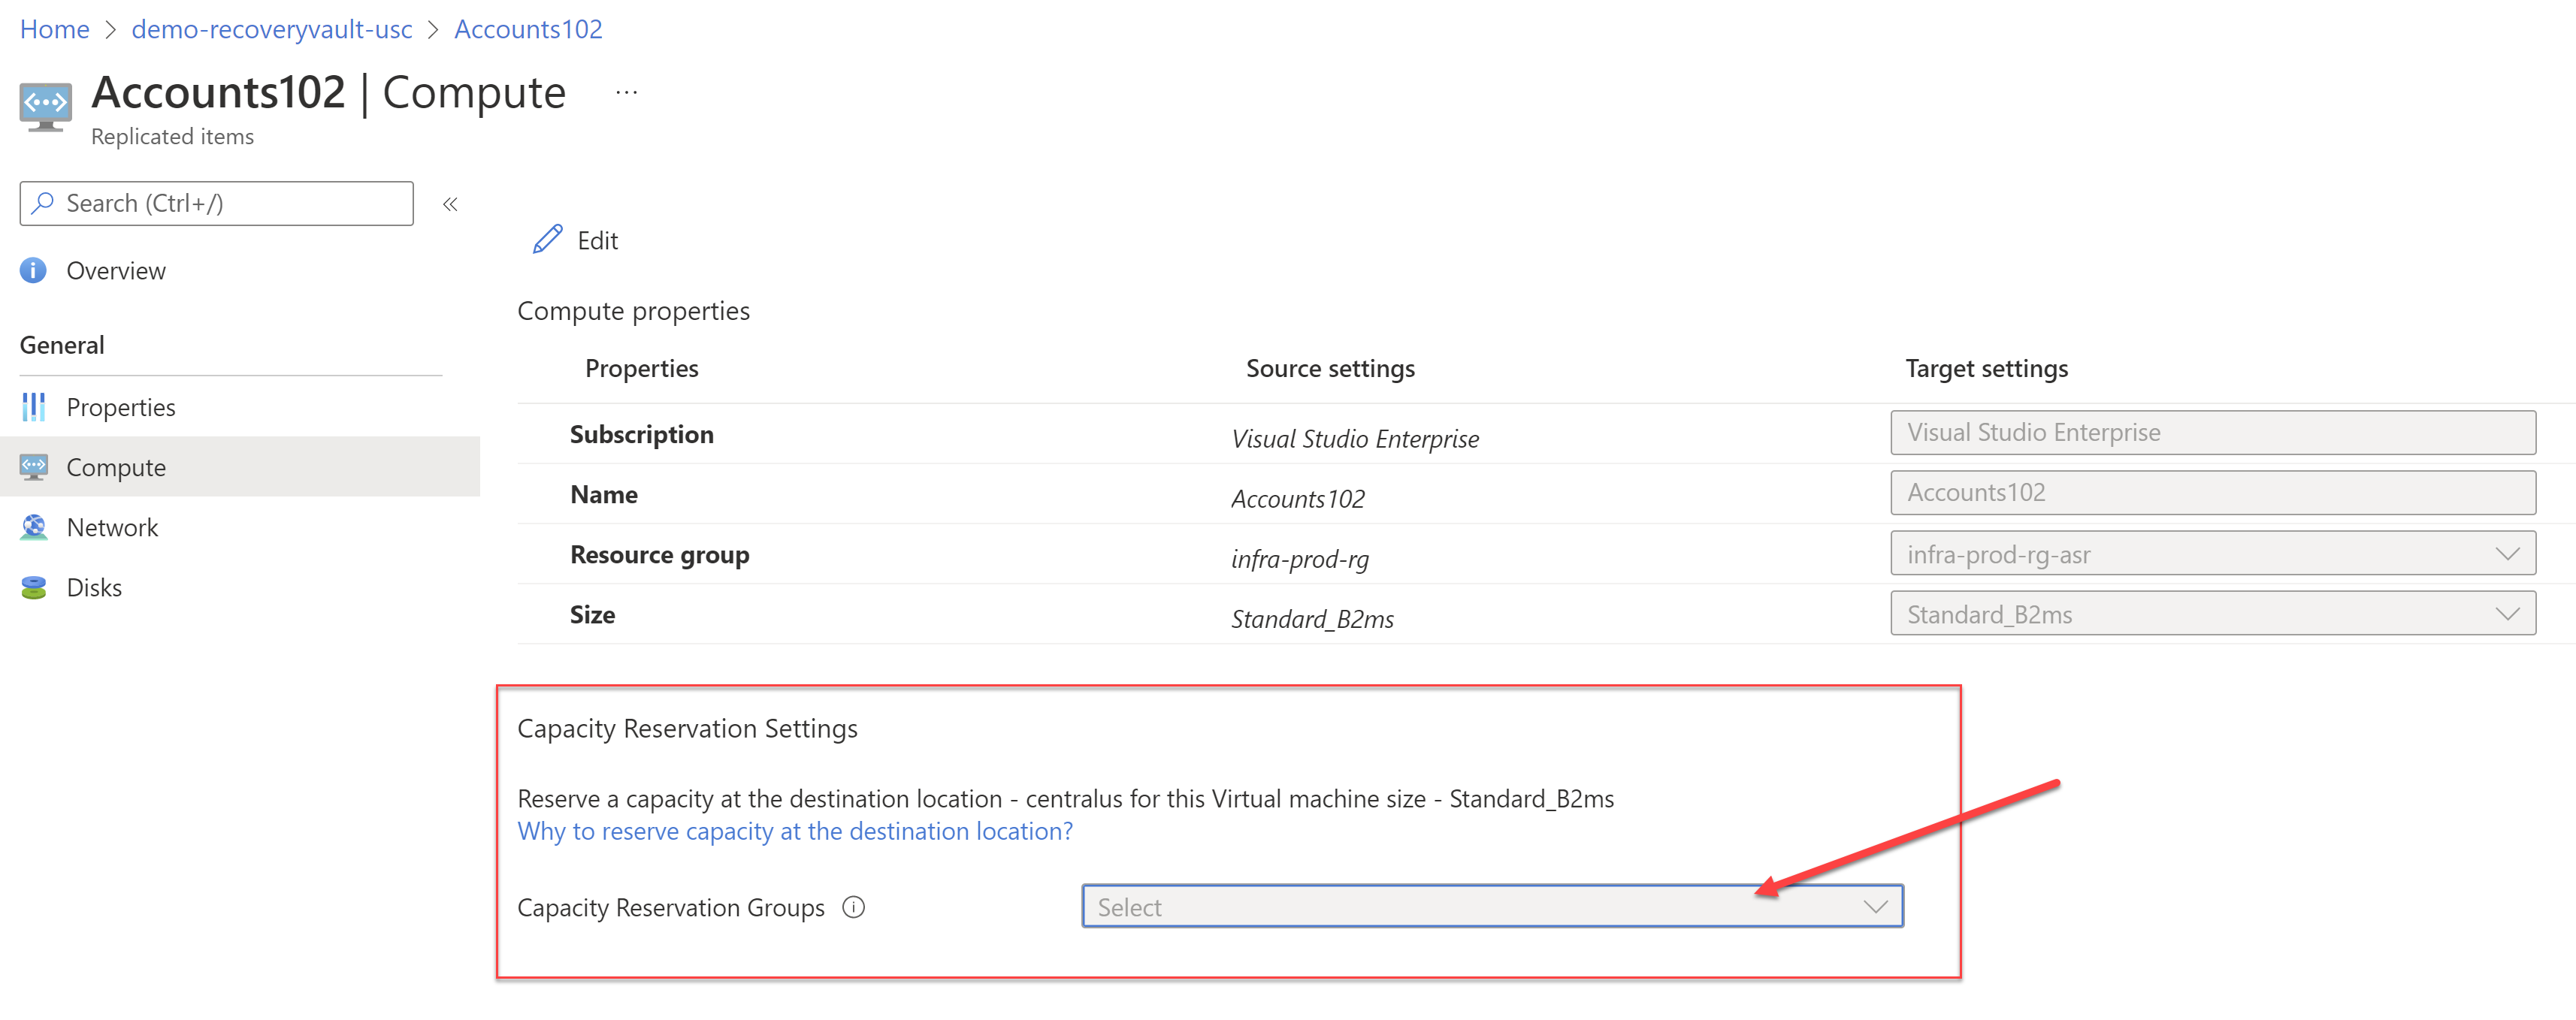 Home > demo-recoveryvault-usc > Accounts102
Accounts102 | Compute ...
Replicated items
Search (Ctrl+/) «
Overview
General
Properties
Compute
Network
Disks
Edit
Compute properties
Properties Source settings Target settings
Subscription Visual Studio Enterprise Visual Studio Enterprise
Name Accounts102 Accounts102
Resource group infra-prod-rg infra-prod-rg-asr
Size Standard_B2ms Standard_B2ms
Capacity Reservation Settings
Reserve a capacity at the destination location - centralus for this Virtual machine size - Standard_B2ms
Why to reserve capacity at the destination location?
Capacity Reservation Groups Select